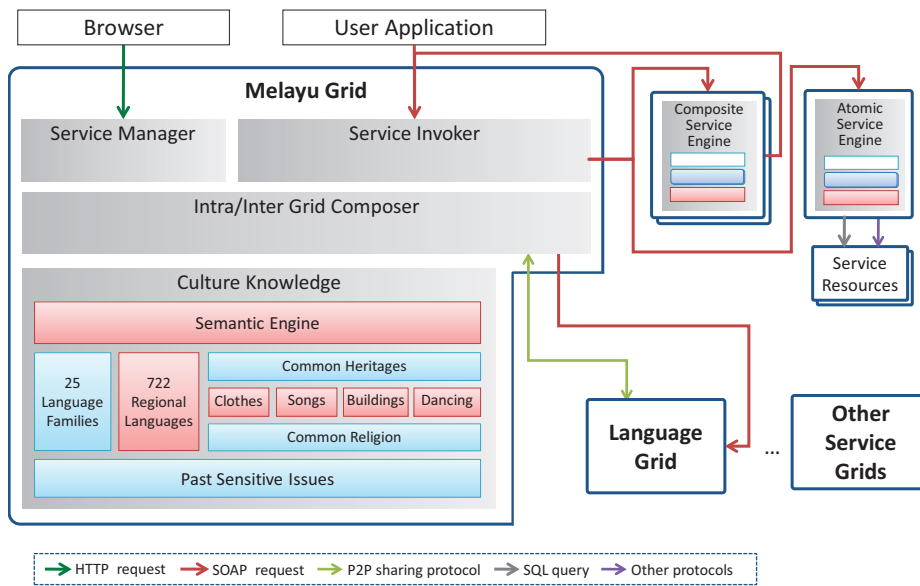 Browser
User Application
Melayu Grid
Service Manager
Service Invoker
Composite
Service
Engine
Atomic
Service
Engine
Intra/Inter Grid Composer
Service
Resources
Culture Knowledge
Semantic Engine
25
Language
Families
722
Regional
Languages
Common Heritages
Clothes
Songs
Buildings
Dancing
Common Religion
Past Sensitive Issues
Language
Grid
...
Other
Service
Grids
HTTP request
SOAP request
P2P sharing protocol
SQL query
Other protocols